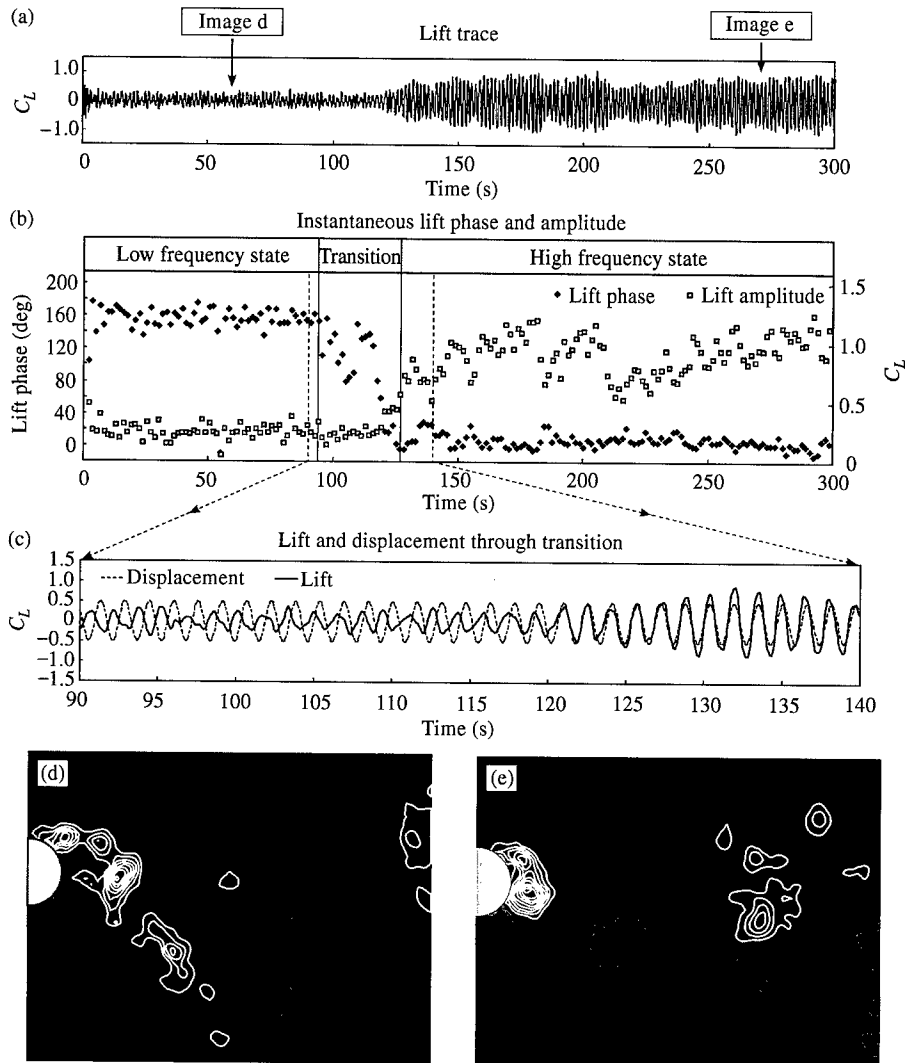 (a)
Image d
Lift trace
Image e
C_L
1.0
0
−1.0
0 50 100 150 200 250 300
Time (s)
(b)
Instantaneous lift phase and amplitude
Low frequency state Transition High frequency state
Lift phase (deg)
200
160
120
80
40
0
Lift phase Lift amplitude
1.5
1.0
0.5
0
C_L
0 50 100 150 200 250 300
Time (s)
(c)
Lift and displacement through transition
C_L
1.5
1.0
0.5
0
−0.5
−1.0
−1.5
Displacement Lift
90 95 100 105 110 115 120 125 130 135 140
Time (s)
(d)
(e)